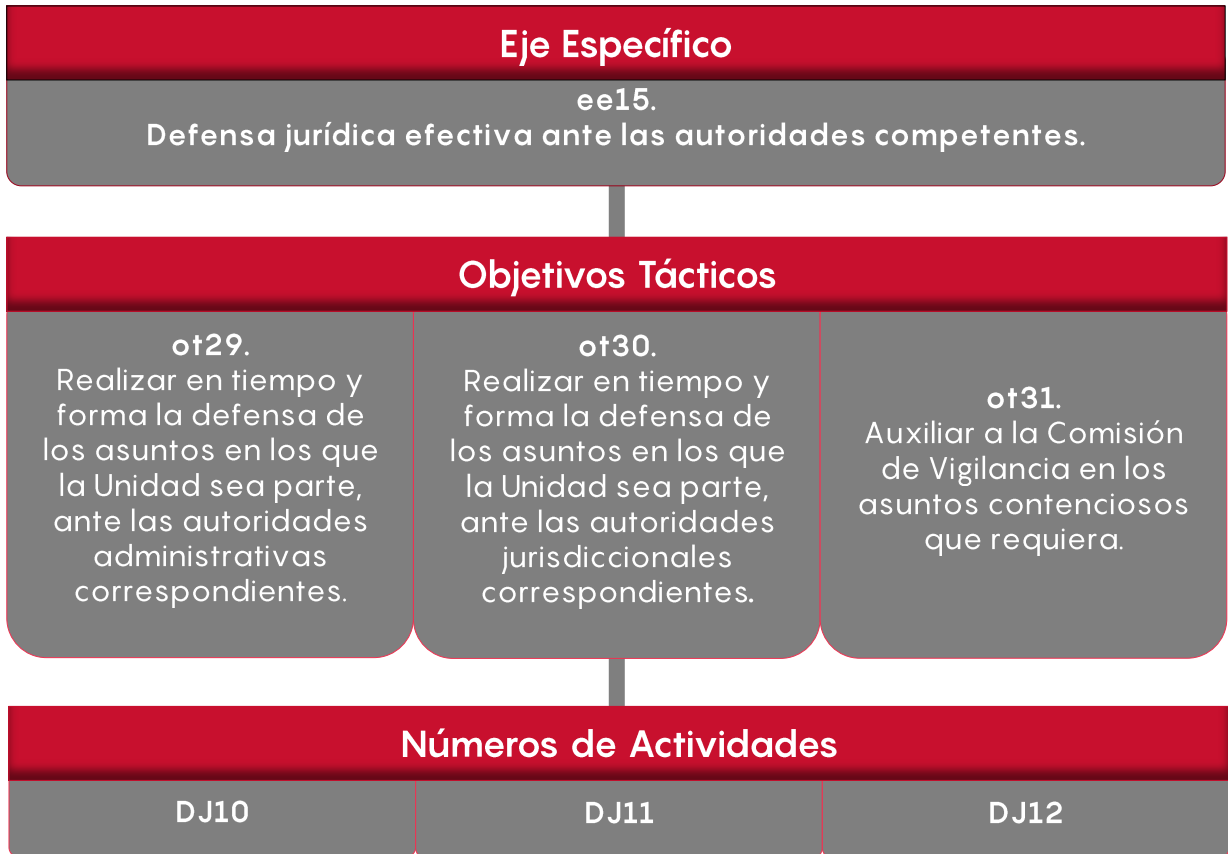 Eje Específico
ee15.
Defensa jurídica efectiva ante las autoridades competentes.
Objetivos Tácticos
ot29.
Realizar en tiempo y
forma la defensa de
los asuntos en los que
la Unidad sea parte,
ante las autoridades
administrativas
correspondientes.
ot30.
Realizar en tiempo y
forma la defensa de
los asuntos en los que
la Unidad sea parte,
ante las autoridades
jurisdiccionales
correspondientes.
ot31.
Auxiliar a la Comisión
de Vigilancia en los
asuntos contenciosos
que requiera.
Números de Actividades
DJ10
DJ11
DJ12